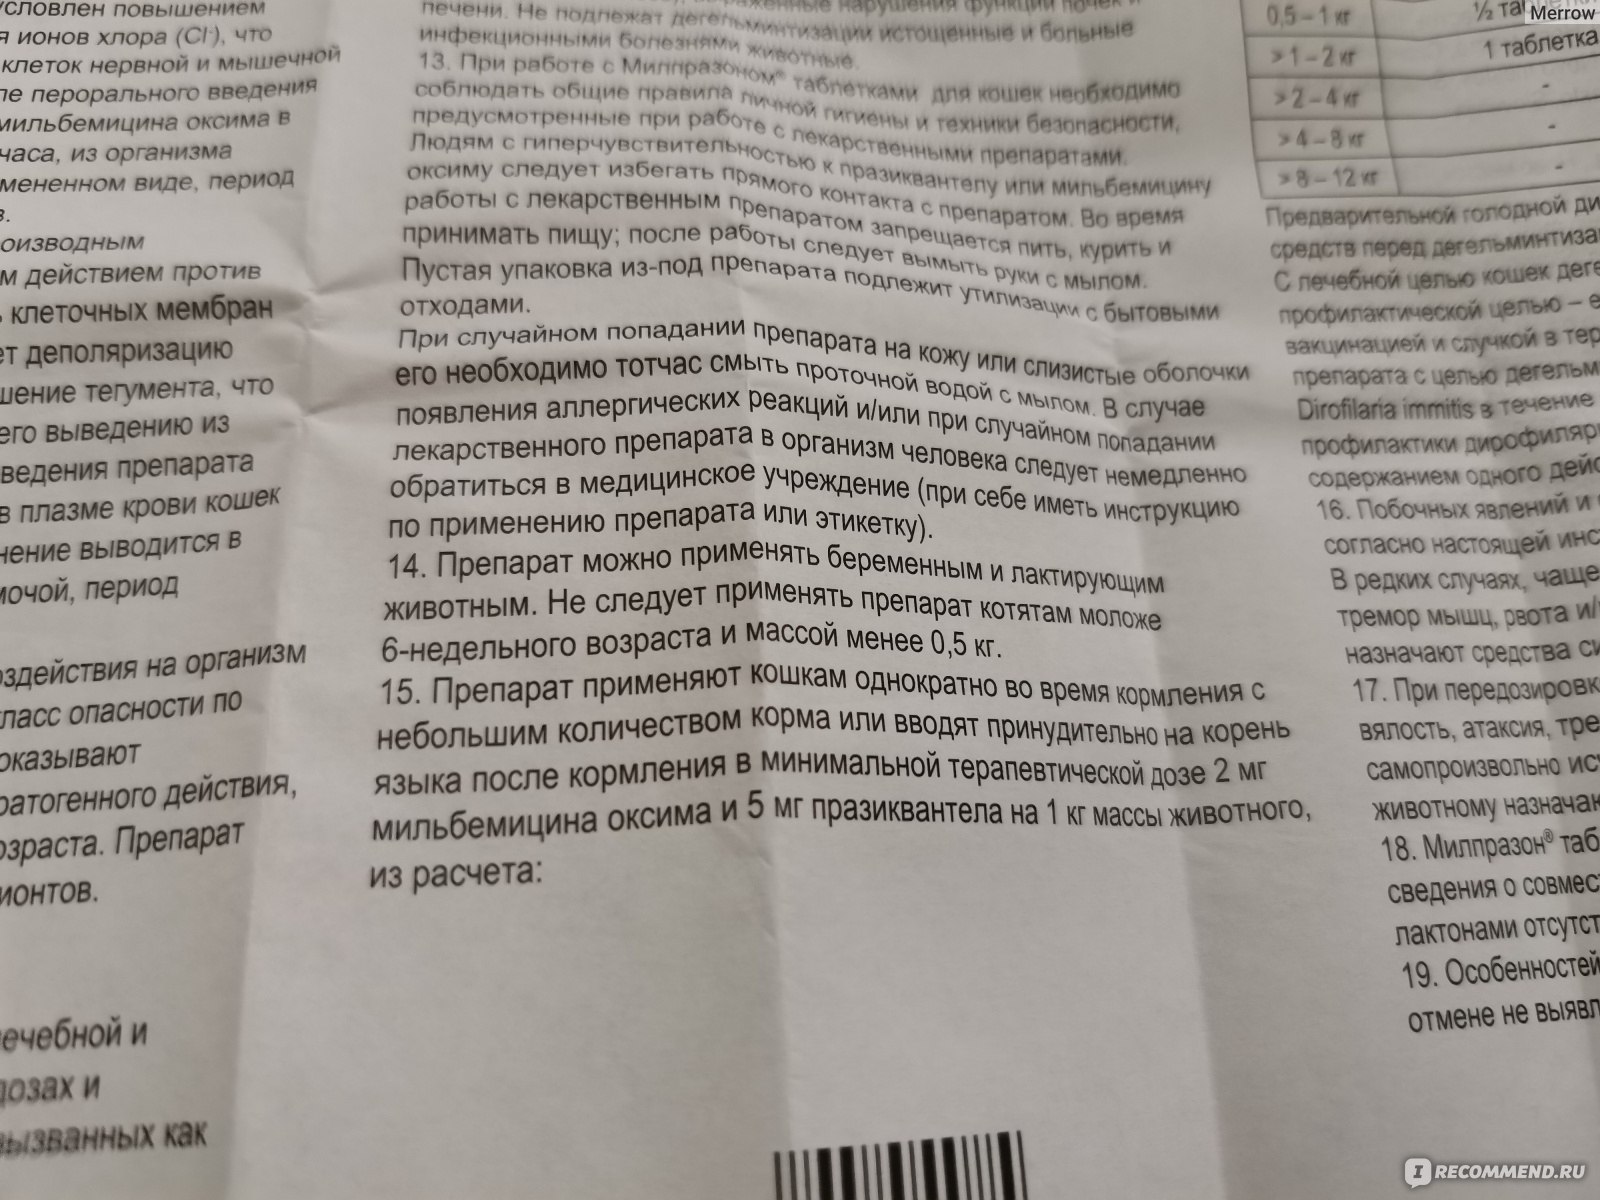 условлен повышением
я ионов хлора (Cl-), что
клеток нервной и мышечной
ле перорального введения
мильбемицина оксима в
часа, из организма
мененном виде, период
в.
оизводным
м действием против
ь клеточных мембран
ет деполяризацию
шение тегумента, что
его выведению из
ведения препарата
в плазме крови кошек
нение выводится в
мочой, период
оздействия на организм
ласс опасности по
оказывают
ратогенного действия,
озраста. Препарат
ионтов.
ечебной и
дозах и
вызванных как
печени. Не подлежат дегельминтизации истощенные и больные
инфекционными болезнями животные.
13. При работе с Милпразоном® таблетками для кошек необходимо
соблюдать общие правила личной гигиены и техники безопасности,
предусмотренные при работе с лекарственными препаратами.
Людям с гиперчувствительностью к празиквантелу или мильбемицину
оксиму следует избегать прямого контакта с препаратом. Во время
работы с лекарственным препаратом запрещается пить, курить и
принимать пищу; после работы следует вымыть руки с мылом.
Пустая упаковка из-под препарата подлежит утилизации с бытовыми
отходами.
При случайном попадании препарата на кожу или слизистые оболочки
его необходимо тотчас смыть проточной водой с мылом. В случае
появления аллергических реакций и/или при случайном попадании
лекарственного препарата в организм человека следует немедленно
обратиться в медицинское учреждение (при себе иметь инструкцию
по применению препарата или этикетку).
14. Препарат можно применять беременным и лактирующим
животным. Не следует применять препарат котятам моложе
6-недельного возраста и массой менее 0,5 кг.
15. Препарат применяют кошкам однократно во время кормления с
небольшим количеством корма или вводят принудительно на корень
языка после кормления в минимальной терапевтической дозе 2 мг
мильбемицина оксима и 5 мг празиквантела на 1 кг массы животного,
из расчета:
0,5 – 1 кг ½ таб
> 1 – 2 кг 1 таблетка
> 2 – 4 кг -
> 4 – 8 кг -
> 8 – 12 кг -
Предварительной голодной ди
средств перед дегельминтиза
С лечебной целью кошек деге
профилактической целью – е
вакцинацией и случкой в тер
препарата с целью дегельм
Dirofilaria immitis в течение
профилактики дирофиляр
содержанием одного дейс
16. Побочных явлений и
согласно настоящей инс
В редких случаях, чаще
тремор мышц, рвота и/
назначают средства си
17. При передозировк
вялость, атаксия, тре
самопроизвольно ис
животному назначаю
18. Милпразон® таб
сведения о совмес
лактонами отсутст
19. Особенностей
отмене не выявл
Merrow
IRECOMMEND.RU